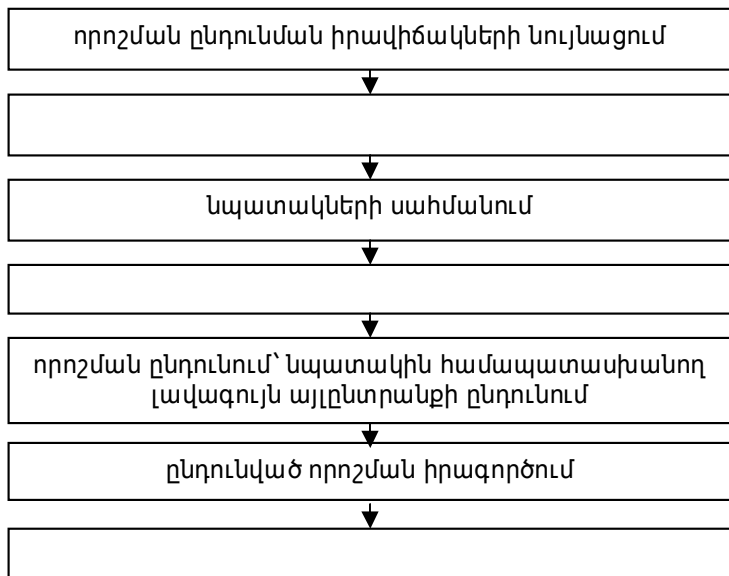 որոշման ընդունման իրավիճակների նույնացում
նպատակների սահմանում
որոշման ընդունում՝ նպատակին համապատասխանող
լավագույն այլընտրանքի ընդունում
ընդունված որոշման իրագործում